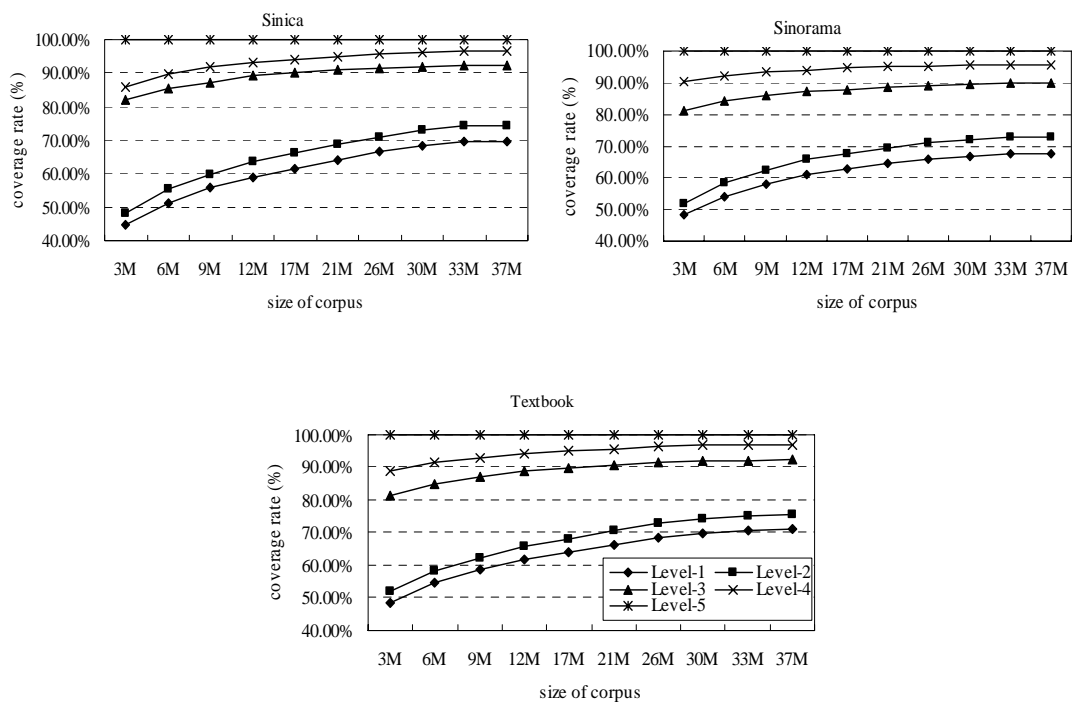 Sinica
100.00%
90.00%
80.00%
70.00%
60.00%
50.00%
40.00%
coverage rate (%)
3M 6M 9M 12M 17M 21M 26M 30M 33M 37M
size of corpus
Sinorama
100.00%
90.00%
80.00%
70.00%
60.00%
50.00%
40.00%
coverage rate (%)
3M 6M 9M 12M 17M 21M 26M 30M 33M 37M
size of corpus
Textbook
100.00%
90.00%
80.00%
70.00%
60.00%
50.00%
40.00%
coverage rate (%)
Level-1 Level-2
Level-3 Level-4
Level-5
3M 6M 9M 12M 17M 21M 26M 30M 33M 37M
size of corpus